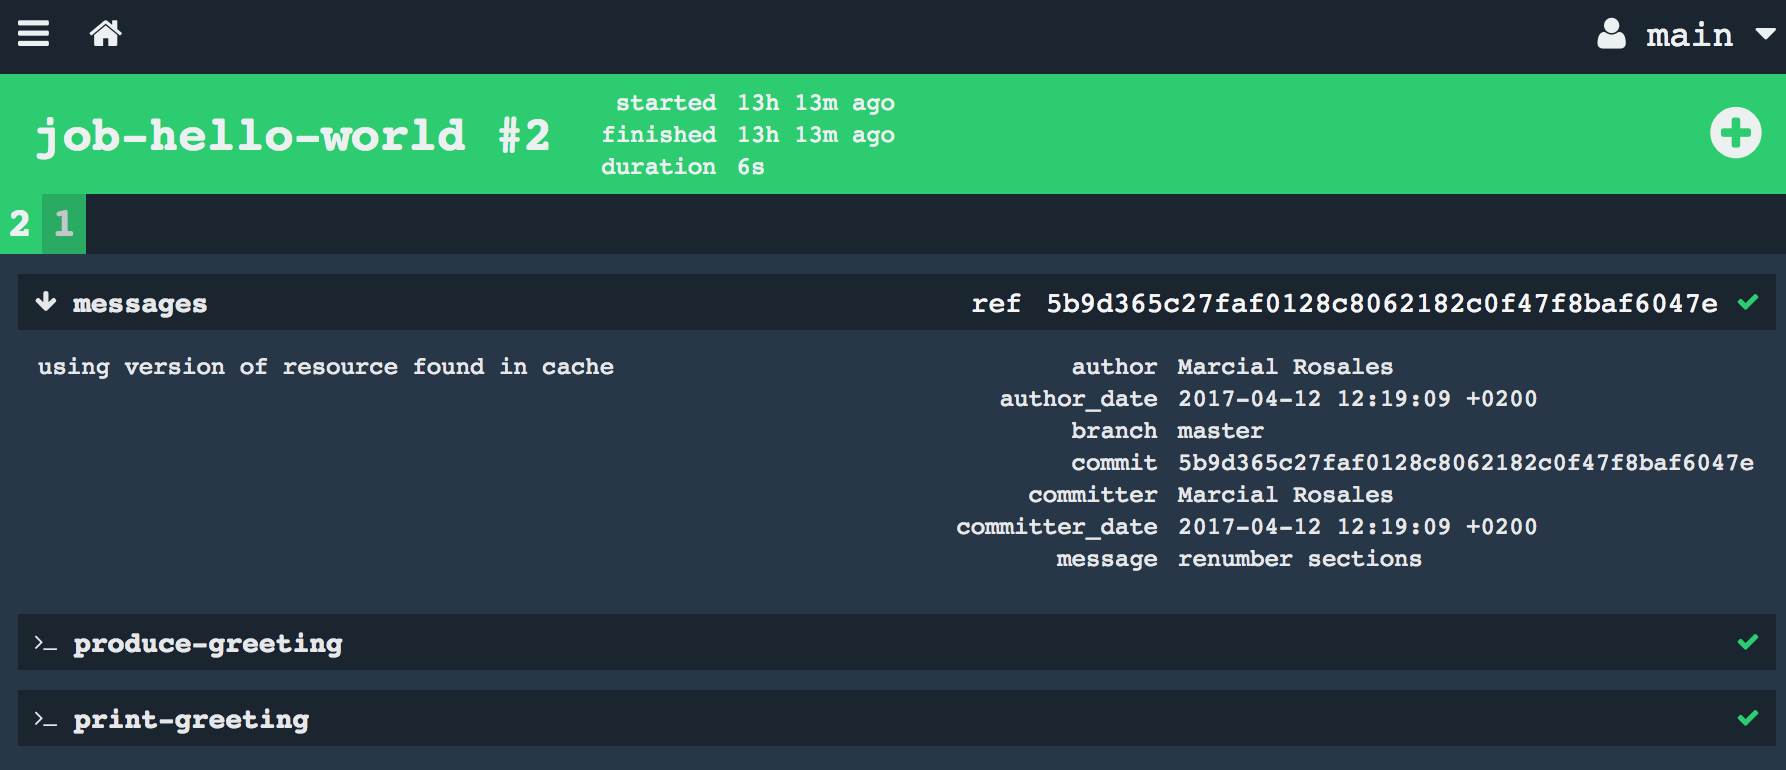 main
job-hello-world #2
started 13h 13m ago
finished 13h 13m ago
duration 6s
2 1
messages ref 5b9d365c27faf0128c8062182c0f47f8baf6047e
using version of resource found in cache
author Marcial Rosales
author_date 2017-04-12 12:19:09 +0200
branch master
commit 5b9d365c27faf0128c8062182c0f47f8baf6047e
committer Marcial Rosales
committer_date 2017-04-12 12:19:09 +0200
message renumber sections
>_ produce-greeting
>_ print-greeting